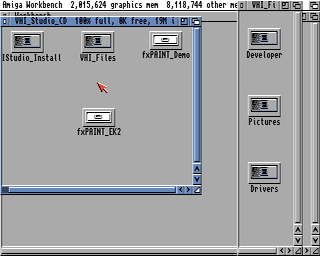 Amiga Workbench 2,015,624 graphics mem 8,118,744 other me
VHI_Studio_CD 100% full, 0K free, 19M i
VHI_Fi
IStudio_Install
VHI_Files
fxPAINT_Demo
fxPAINT_EK2
Developer
Pictures
Drivers